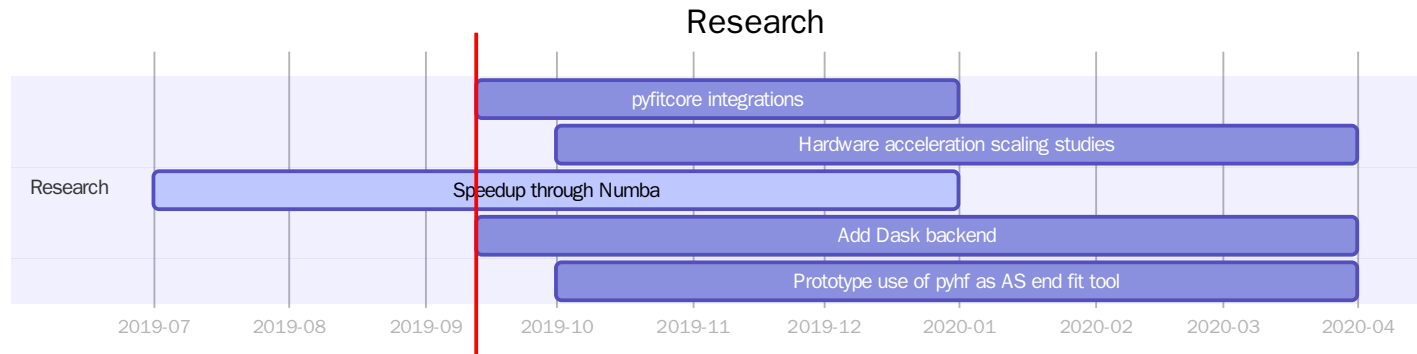 Research
pyfitcore integrations
Hardware acceleration scaling studies
Research
Speedup through Numba
Add Dask backend
Prototype use of pyhf as AS end fit tool
2019-07 2019-08 2019-09 2019-10 2019-11 2019-12 2020-01 2020-02 2020-03 2020-04